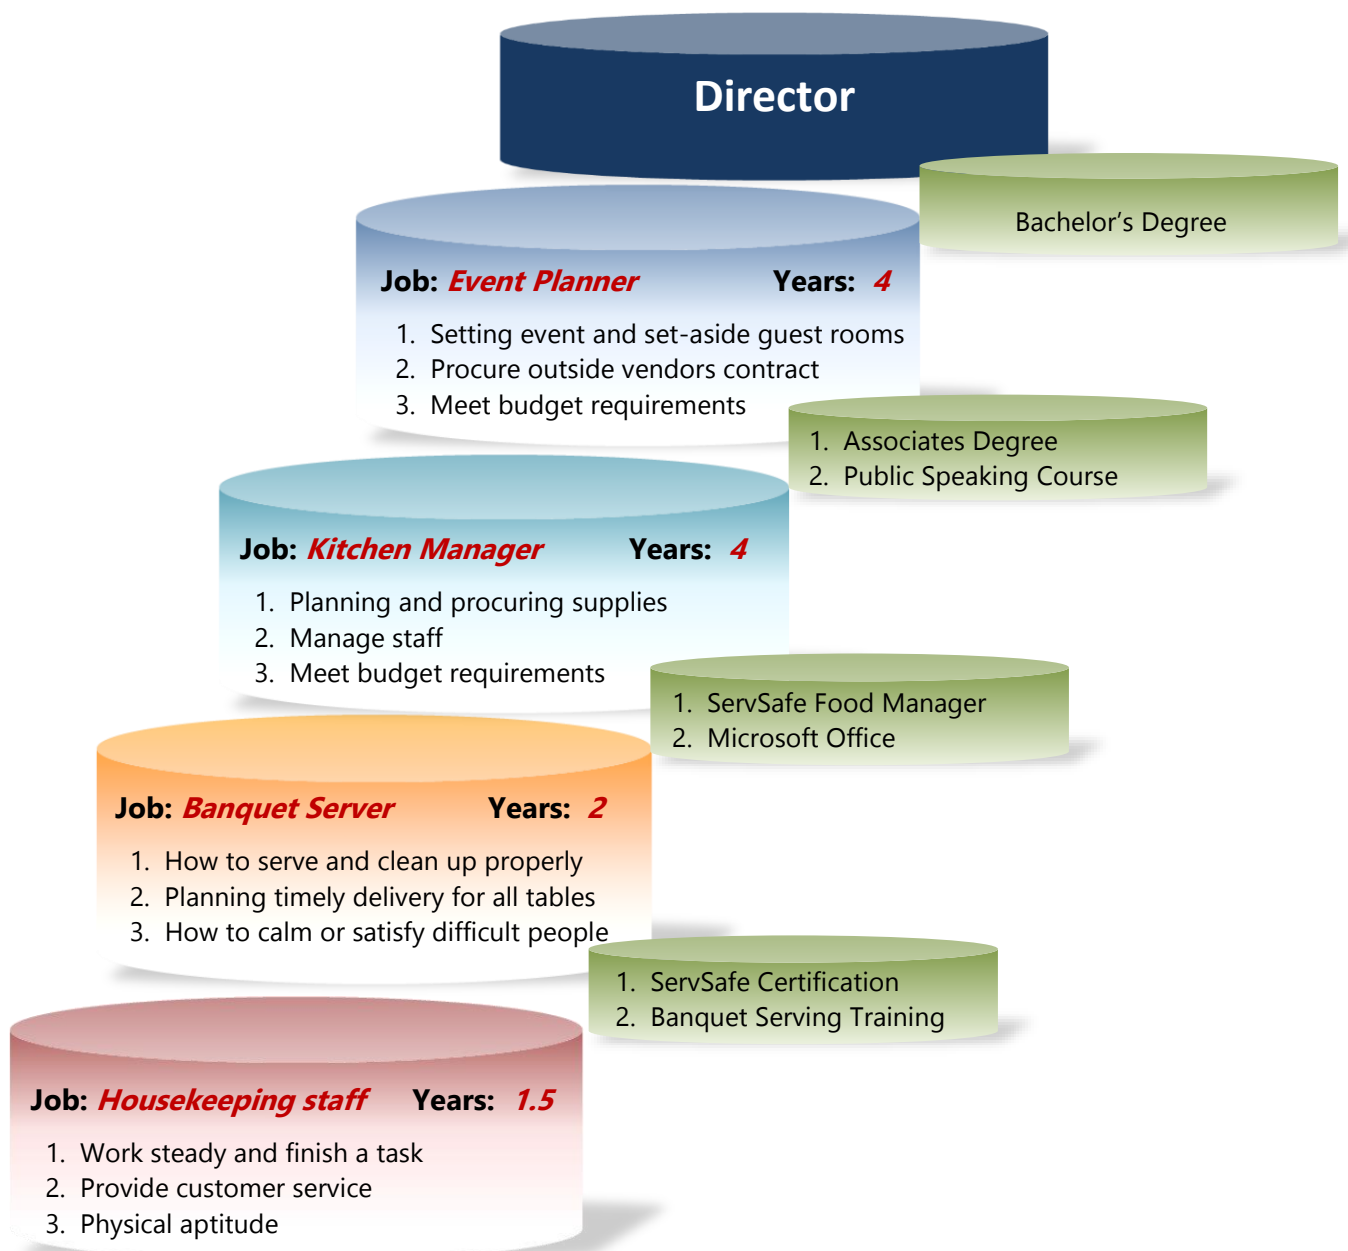 Director
Bachelor’s Degree
Job: Event Planner Years: 4
1. Setting event and set-aside guest rooms
2. Procure outside vendors contract
3. Meet budget requirements
1. Associates Degree
2. Public Speaking Course
Job: Kitchen Manager Years: 4
1. Planning and procuring supplies
2. Manage staff
3. Meet budget requirements
1. ServSafe Food Manager
2. Microsoft Office
Job: Banquet Server Years: 2
1. How to serve and clean up properly
2. Planning timely delivery for all tables
3. How to calm or satisfy difficult people
1. ServSafe Certification
2. Banquet Serving Training
Job: Housekeeping staff Years: 1.5
1. Work steady and finish a task
2. Provide customer service
3. Physical aptitude